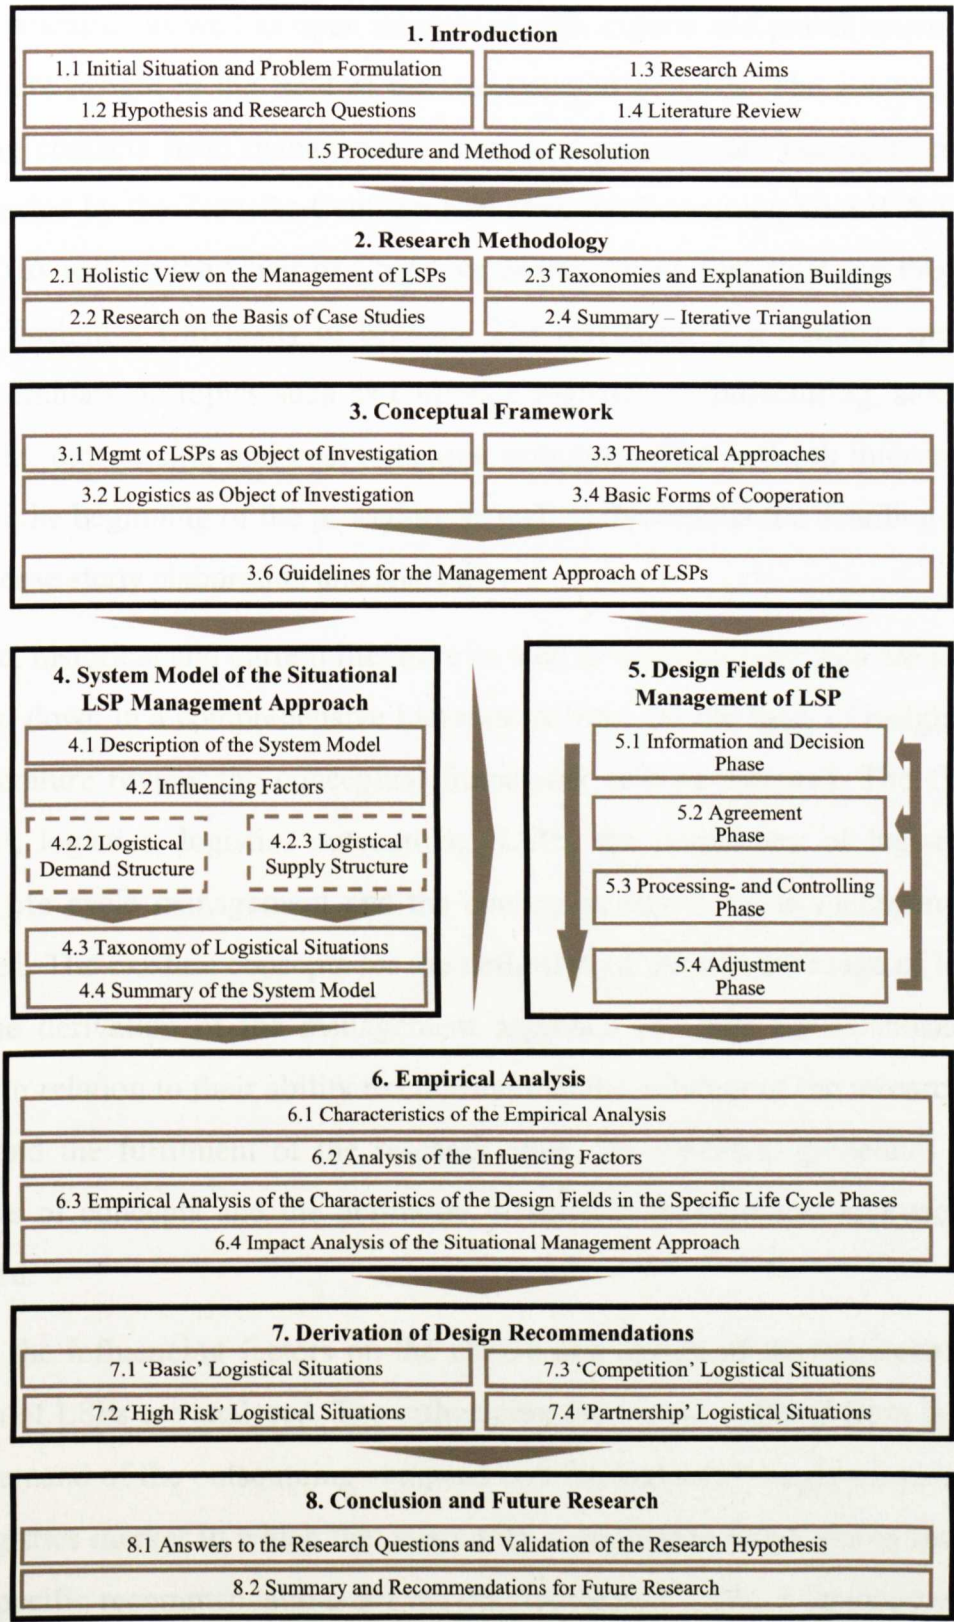 1. Introduction
1.1 Initial Situation and Problem Formulation
1.3 Research Aims
1.2 Hypothesis and Research Questions
1.4 Literature Review
1.5 Procedure and Method of Resolution
2. Research Methodology
2.1 Holistic View on the Management of LSPs
2.3 Taxonomies and Explanation Buildings
2.2 Research on the Basis of Case Studies
2.4 Summary – Iterative Triangulation
3. Conceptual Framework
3.1 Mgmt of LSPs as Object of Investigation
3.3 Theoretical Approaches
3.2 Logistics as Object of Investigation
3.4 Basic Forms of Cooperation
3.6 Guidelines for the Management Approach of LSPs
4. System Model of the Situational
LSP Management Approach
4.1 Description of the System Model
4.2 Influencing Factors
4.2.2 Logistical
Demand Structure
4.2.3 Logistical
Supply Structure
4.3 Taxonomy of Logistical Situations
4.4 Summary of the System Model
5. Design Fields of the
Management of LSP
5.1 Information and Decision
Phase
5.2 Agreement
Phase
5.3 Processing- and Controlling
Phase
5.4 Adjustment
Phase
6. Empirical Analysis
6.1 Characteristics of the Empirical Analysis
6.2 Analysis of the Influencing Factors
6.3 Empirical Analysis of the Characteristics of the Design Fields in the Specific Life Cycle Phases
6.4 Impact Analysis of the Situational Management Approach
7. Derivation of Design Recommendations
7.1 ‘Basic’ Logistical Situations
7.3 ‘Competition’ Logistical Situations
7.2 ‘High Risk’ Logistical Situations
7.4 ‘Partnership’ Logistical Situations
8. Conclusion and Future Research
8.1 Answers to the Research Questions and Validation of the Research Hypothesis
8.2 Summary and Recommendations for Future Research